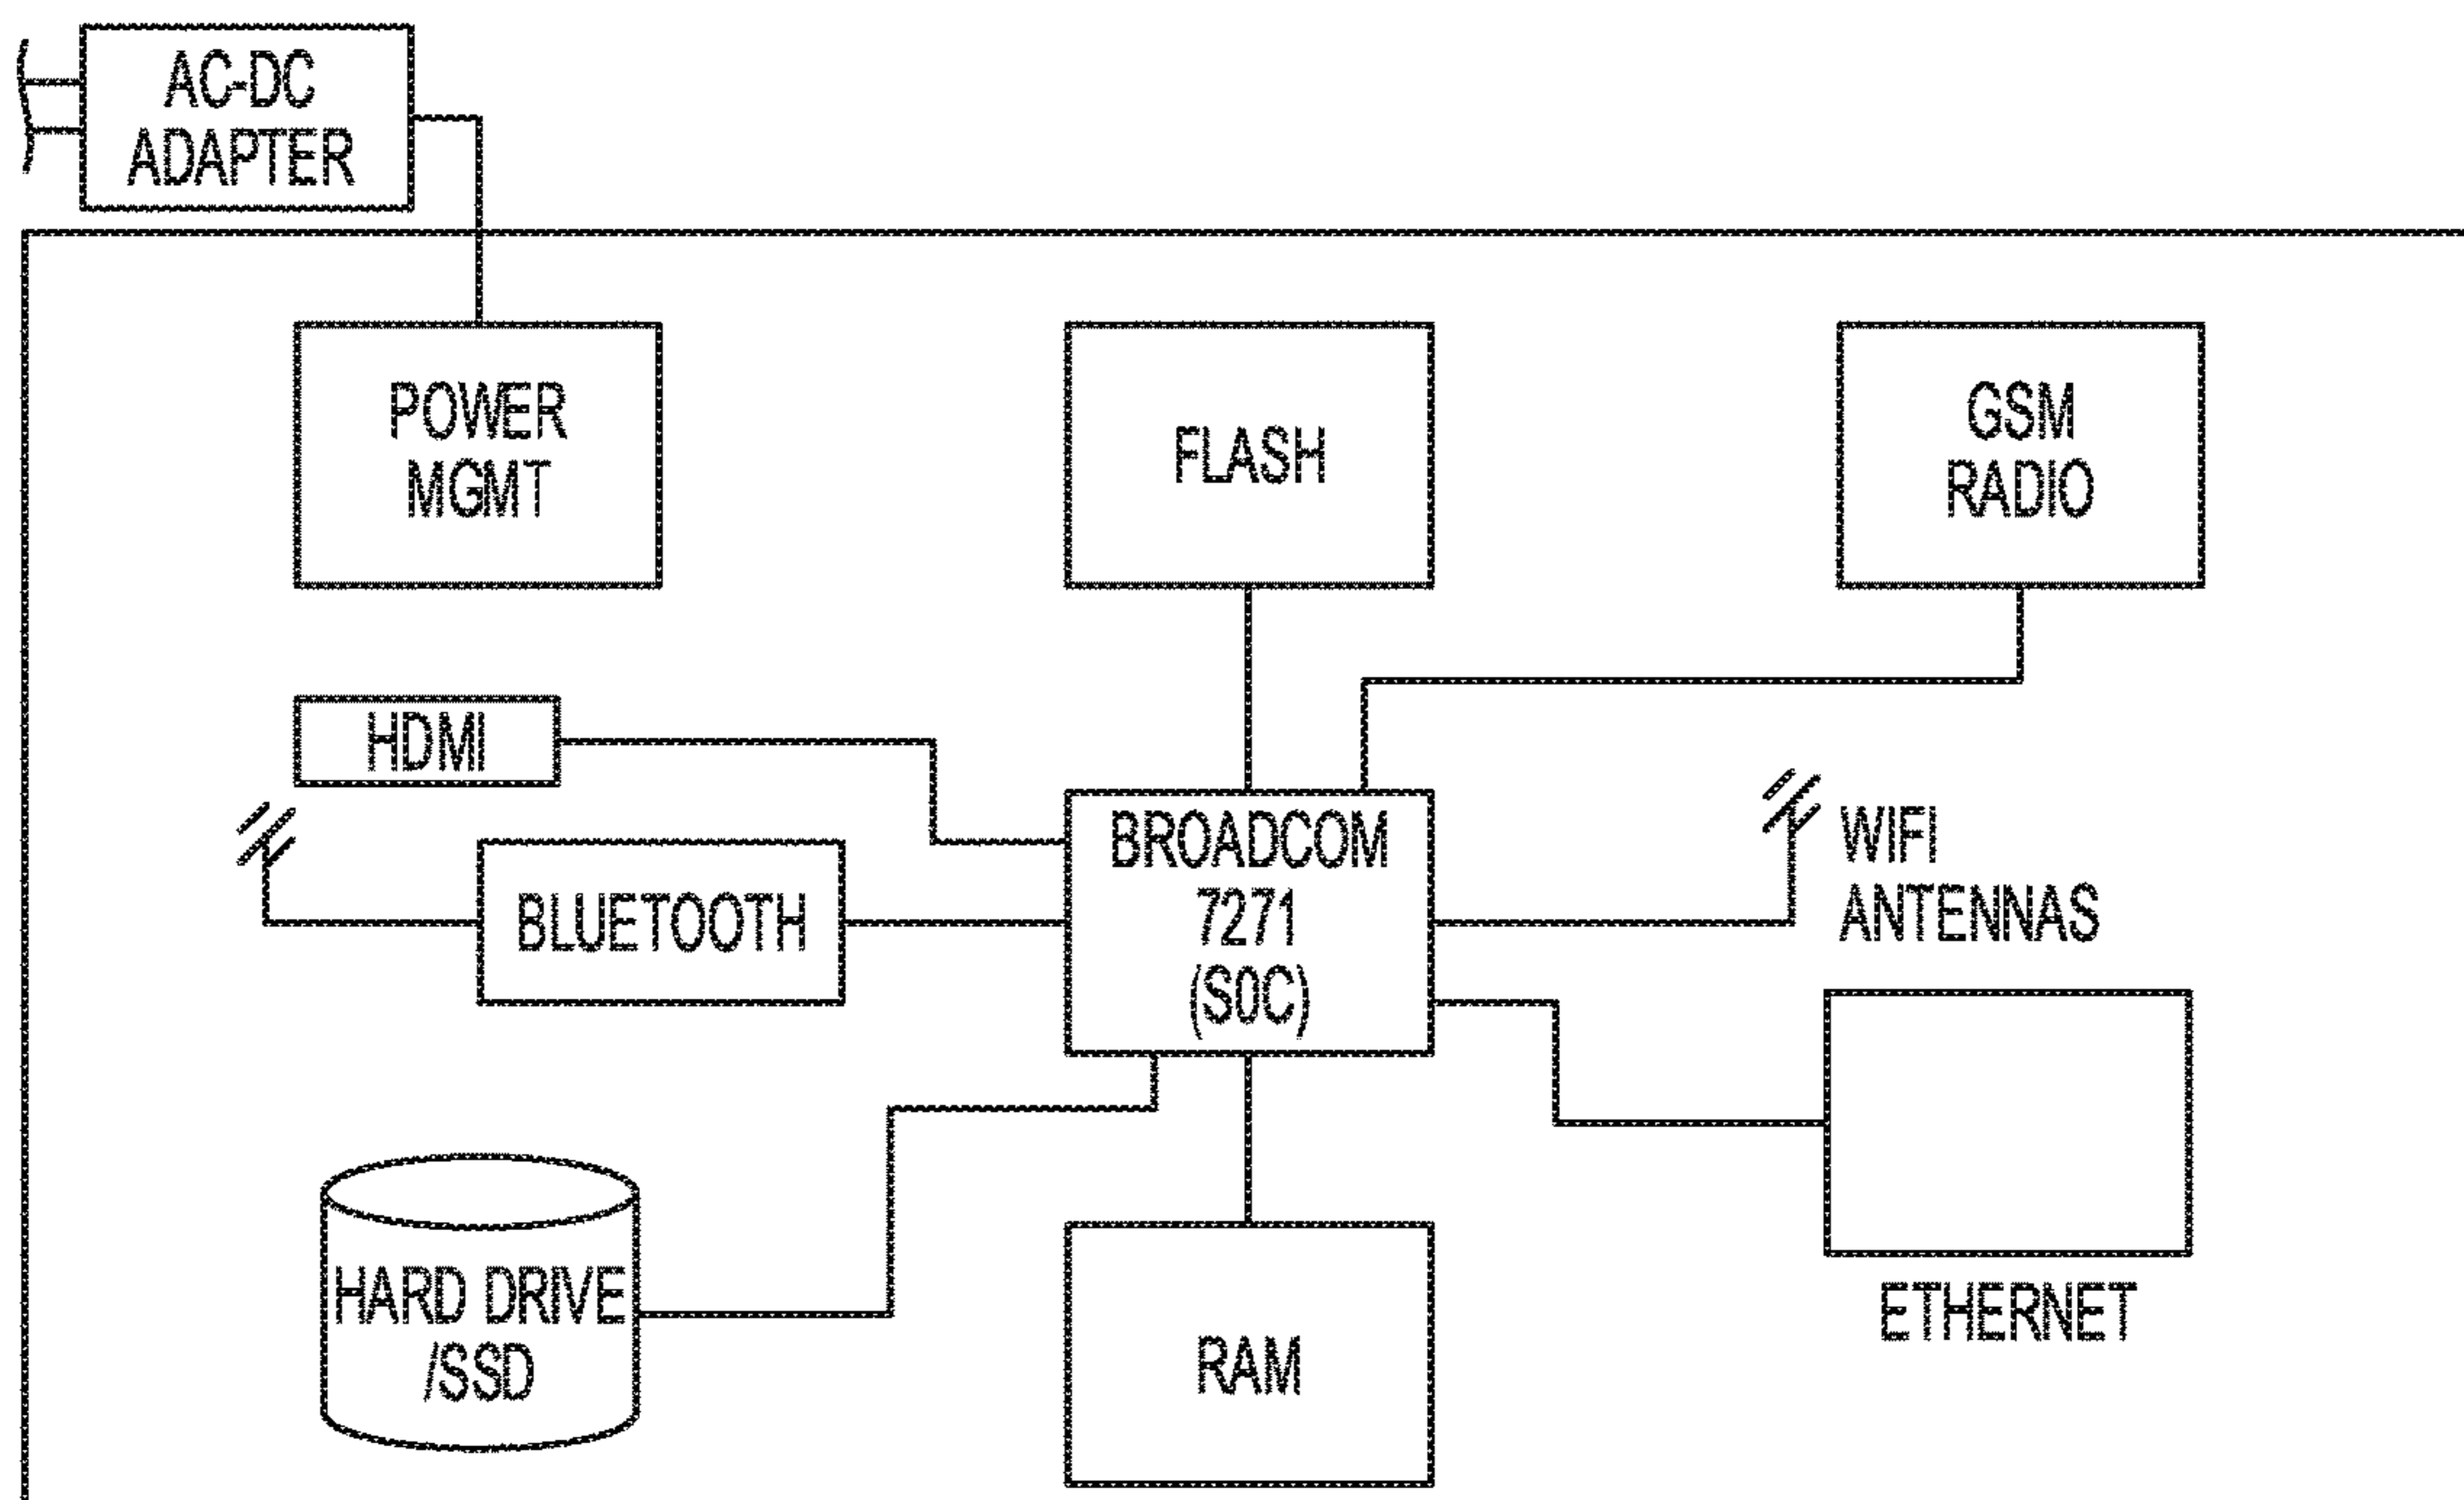 AC-DC
ADAPTER
POWER
MGMT
FLASH
GSM
RADIO
HDMI
BLUETOOTH
BROADCOM
7271
(S0C)
WIFI
ANTENNAS
HARD DRIVE
/SSD
RAM
ETHERNET